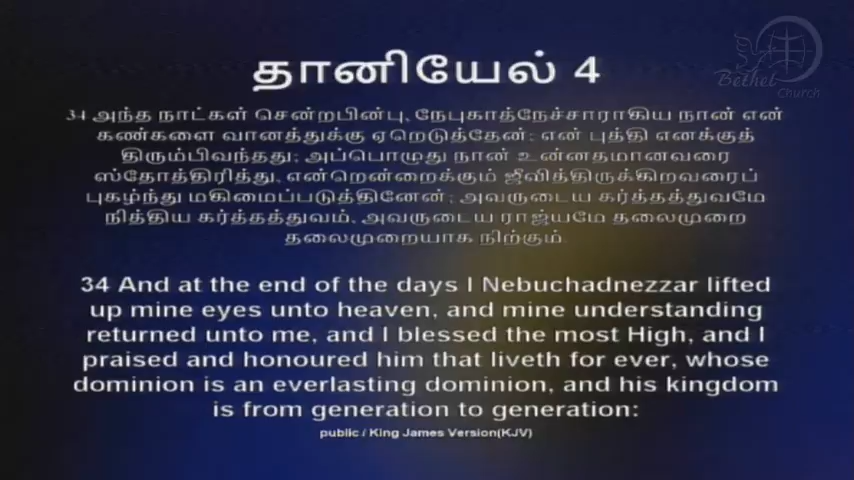 Bethel
Church
தானியேல் 4
34 அந்த நாட்கள் சென்றபின்பு, நேபுகாத்நேச்சாராகிய நான் என்
கண்களை வானத்துக்கு ஏறெடுத்தேன்; என் புத்தி எனக்குத்
திரும்பிவந்தது; அப்பொழுது நான் உன்னதமானவரை
ஸ்தோத்திரித்து, என்றென்றைக்கும் ஜீவித்திருக்கிறவரைப்
புகழ்ந்து மகிமைப்படுத்தினேன்; அவருடைய கர்த்தத்துவமே
நித்திய கர்த்தத்துவம், அவருடைய ராஜ்யமே தலைமுறை
தலைமுறையாக நிற்கும்.
34 And at the end of the days I Nebuchadnezzar lifted
up mine eyes unto heaven, and mine understanding
returned unto me, and I blessed the most High, and I
praised and honoured him that liveth for ever, whose
dominion is an everlasting dominion, and his kingdom
is from generation to generation:
public / King James Version(KJV)